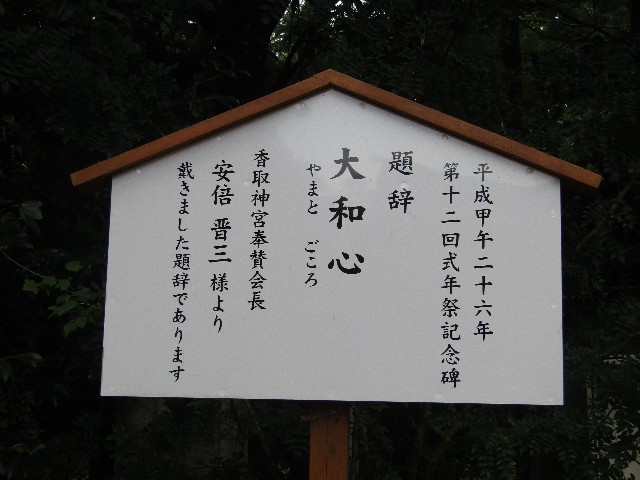 平成甲午二十六年
第十二回式年祭記念碑
題辞
大和心
やまと ごころ
香取神宮奉賛会長
安倍 晋三 様より
戴きました題辞であります